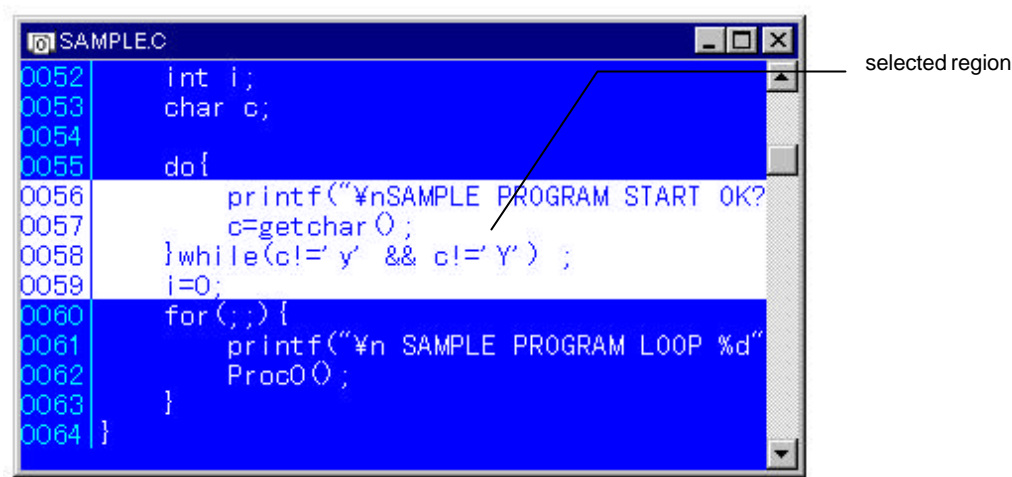 SAMPLE.C
selected region
0052 int i;
0053 char c;
0054
0055 do{
0056 printf("¥nSAMPLE PROGRAM START OK?
0057 c=getchar();
0058 }while(c!='y' && c!='Y') ;
0059 i=0;
0060 for(;;){
0061 printf("¥n SAMPLE PROGRAM LOOP %d"
0062 Proc0();
0063 }
0064 }